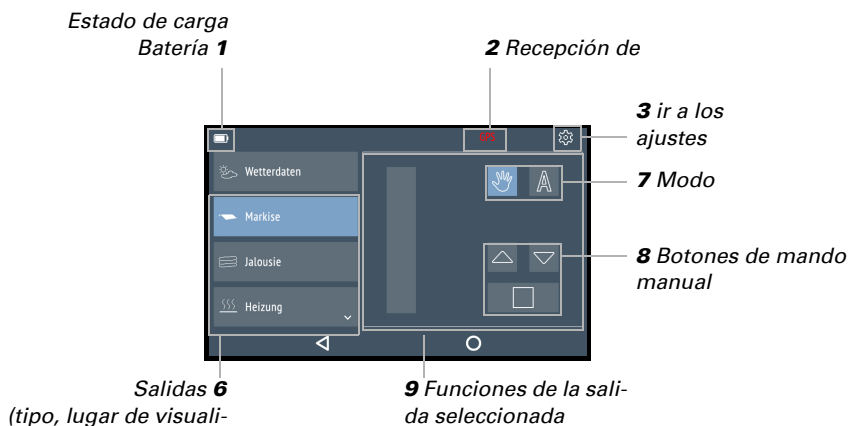 Estado de carga
Batería 1
2 Recepción de
3 ir a los
ajustes
GPS
Wetterdaten
7 Modo
A
Markise
Jalousie
8 Botones de mando
manual
Heizung
Salidas 6
(tipo, lugar de visuali-
9 Funciones de la sali-
da seleccionada